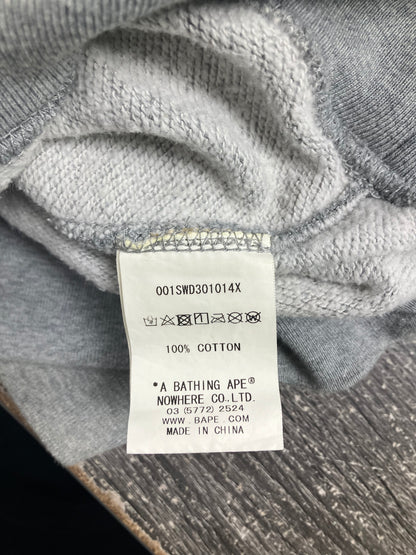 001SWD301014X
100% COTTON
*A BATHING APE®
NOWHERE CO.,LTD.
03 (5772) 2524
WWW.BAPE.COM
MADE IN CHINA